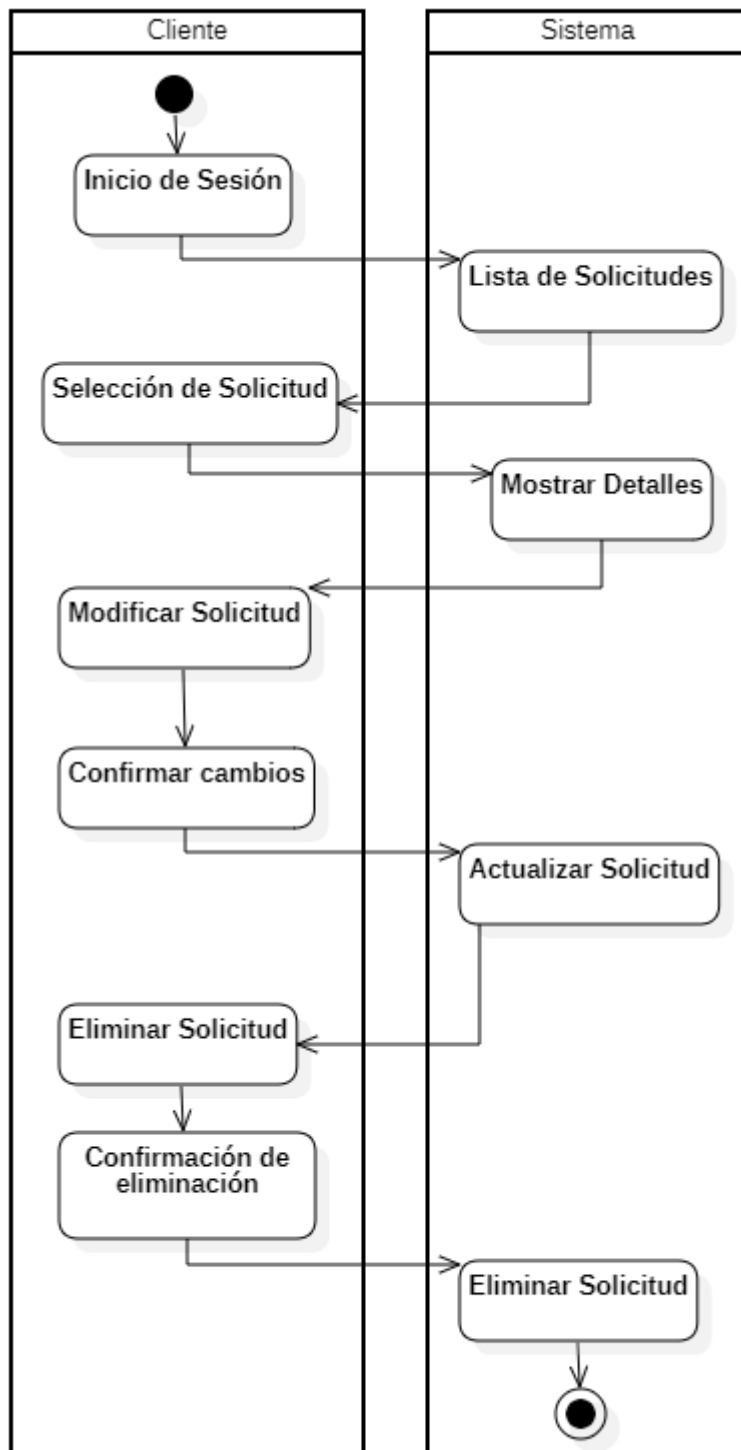 Cliente
Sistema
Inicio de Sesión
Lista de Solicitudes
Selección de Solicitud
Mostrar Detalles
Modificar Solicitud
Confirmar cambios
Actualizar Solicitud
Eliminar Solicitud
Confirmación de
eliminación
Eliminar Solicitud